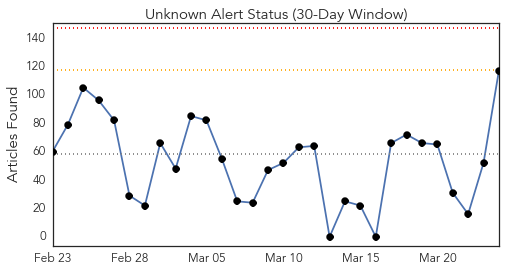 Unknown Alert Status (30-Day Window)
Articles Found
140
120
100
80
60
40
20
0
Feb 23
Feb 28
Mar 05
Mar 10
Mar 15
Mar 20